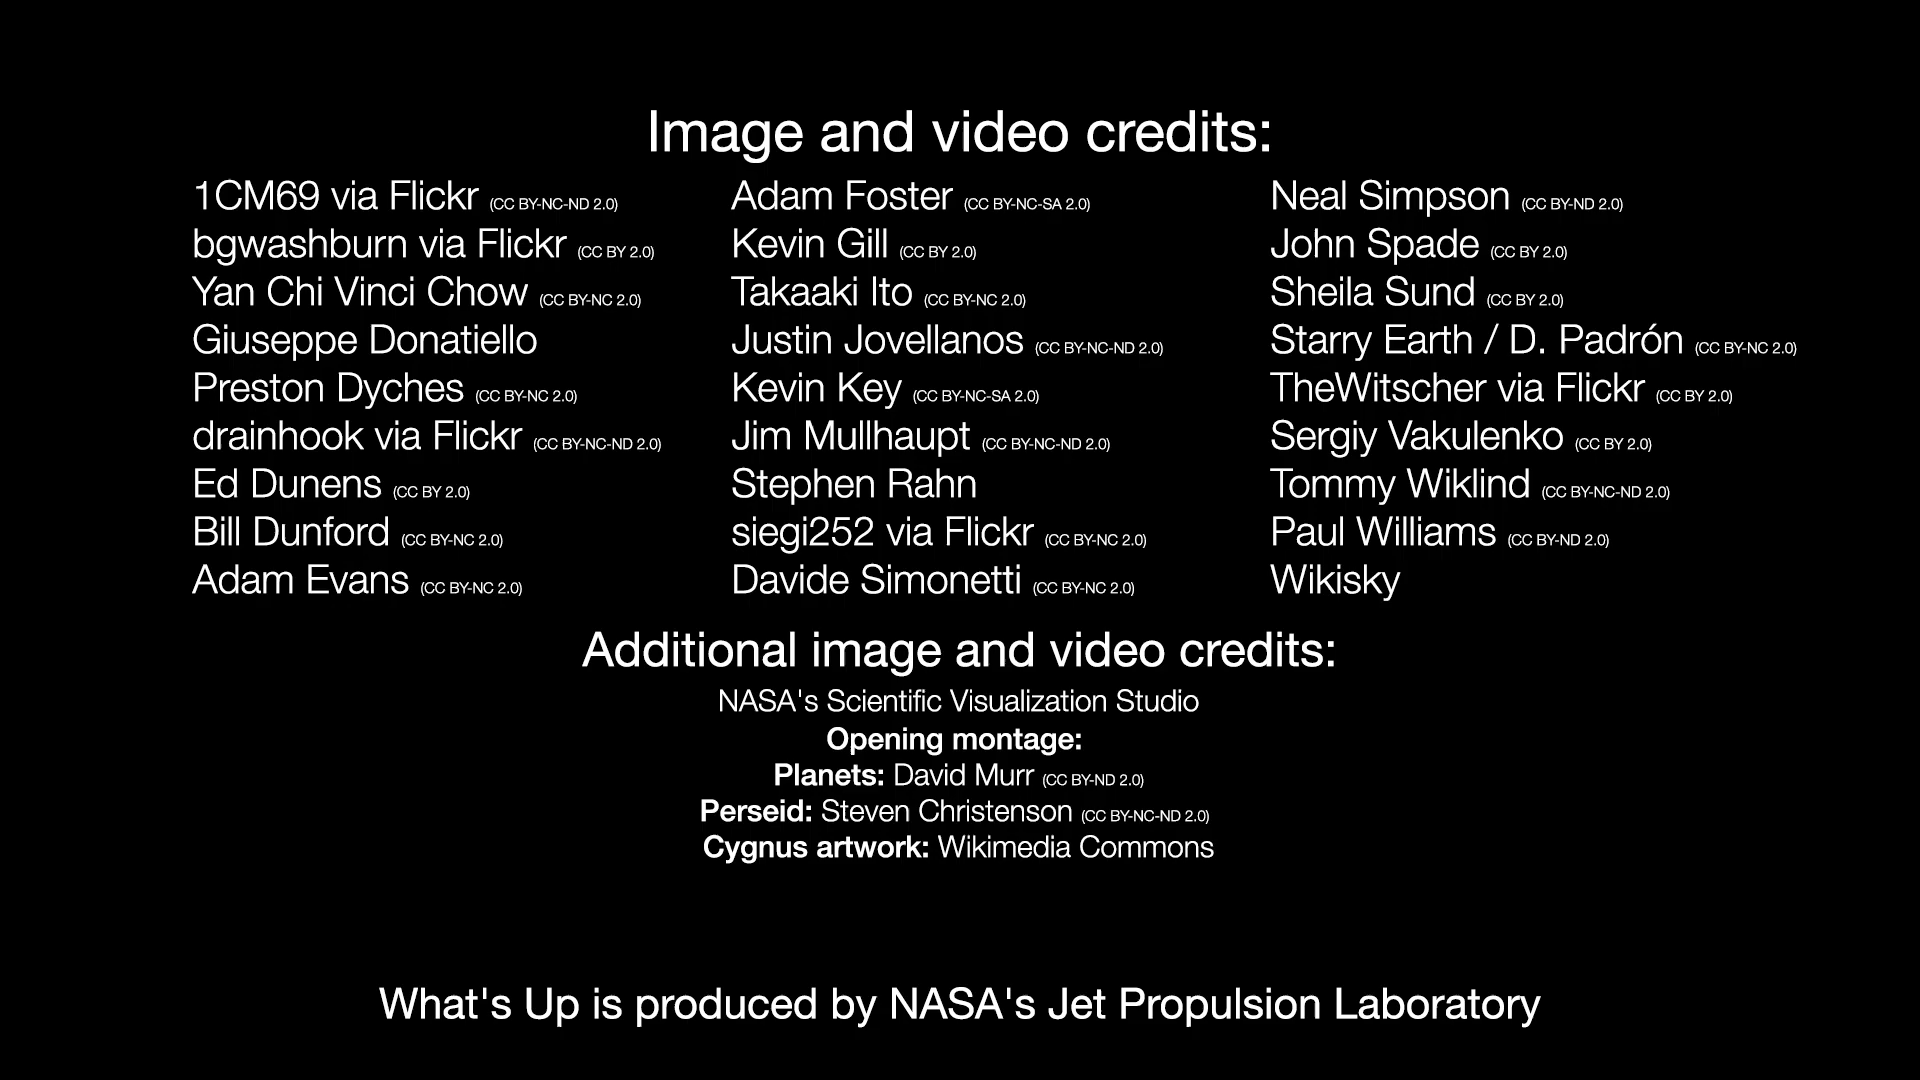 Image and video credits:
1CM69 via Flickr (CC BY-NC-ND 2.0)
bgwashburn via Flickr (CC BY 2.0)
Yan Chi Vinci Chow (CC BY-NC 2.0)
Giuseppe Donatiello
Preston Dyches (CC BY-NC 2.0)
drainhook via Flickr (CC BY-NC-ND 2.0)
Ed Dunens (CC BY 2.0)
Bill Dunford (CC BY-NC 2.0)
Adam Evans (CC BY-NC 2.0)
Adam Foster (CC BY-NC-SA 2.0)
Kevin Gill (CC BY 2.0)
Takaaki Ito (CC BY-NC 2.0)
Justin Jovellanos (CC BY-NC-ND 2.0)
Kevin Key (CC BY-NC-SA 2.0)
Jim Mullhaupt (CC BY-NC-ND 2.0)
Stephen Rahn
siegi252 via Flickr (CC BY-NC 2.0)
Davide Simonetti (CC BY-NC 2.0)
Neal Simpson (CC BY-ND 2.0)
John Spade (CC BY 2.0)
Sheila Sund (CC BY 2.0)
Starry Earth / D. Padrón (CC BY-NC 2.0)
TheWitscher via Flickr (CC BY 2.0)
Sergiy Vakulenko (CC BY 2.0)
Tommy Wiklind (CC BY-NC-ND 2.0)
Paul Williams (CC BY-ND 2.0)
Wikisky
Additional image and video credits:
NASA's Scientific Visualization Studio
Opening montage:
Planets: David Murr (CC BY-ND 2.0)
Perseid: Steven Christenson (CC BY-NC-ND 2.0)
Cygnus artwork: Wikimedia Commons
What's Up is produced by NASA's Jet Propulsion Laboratory